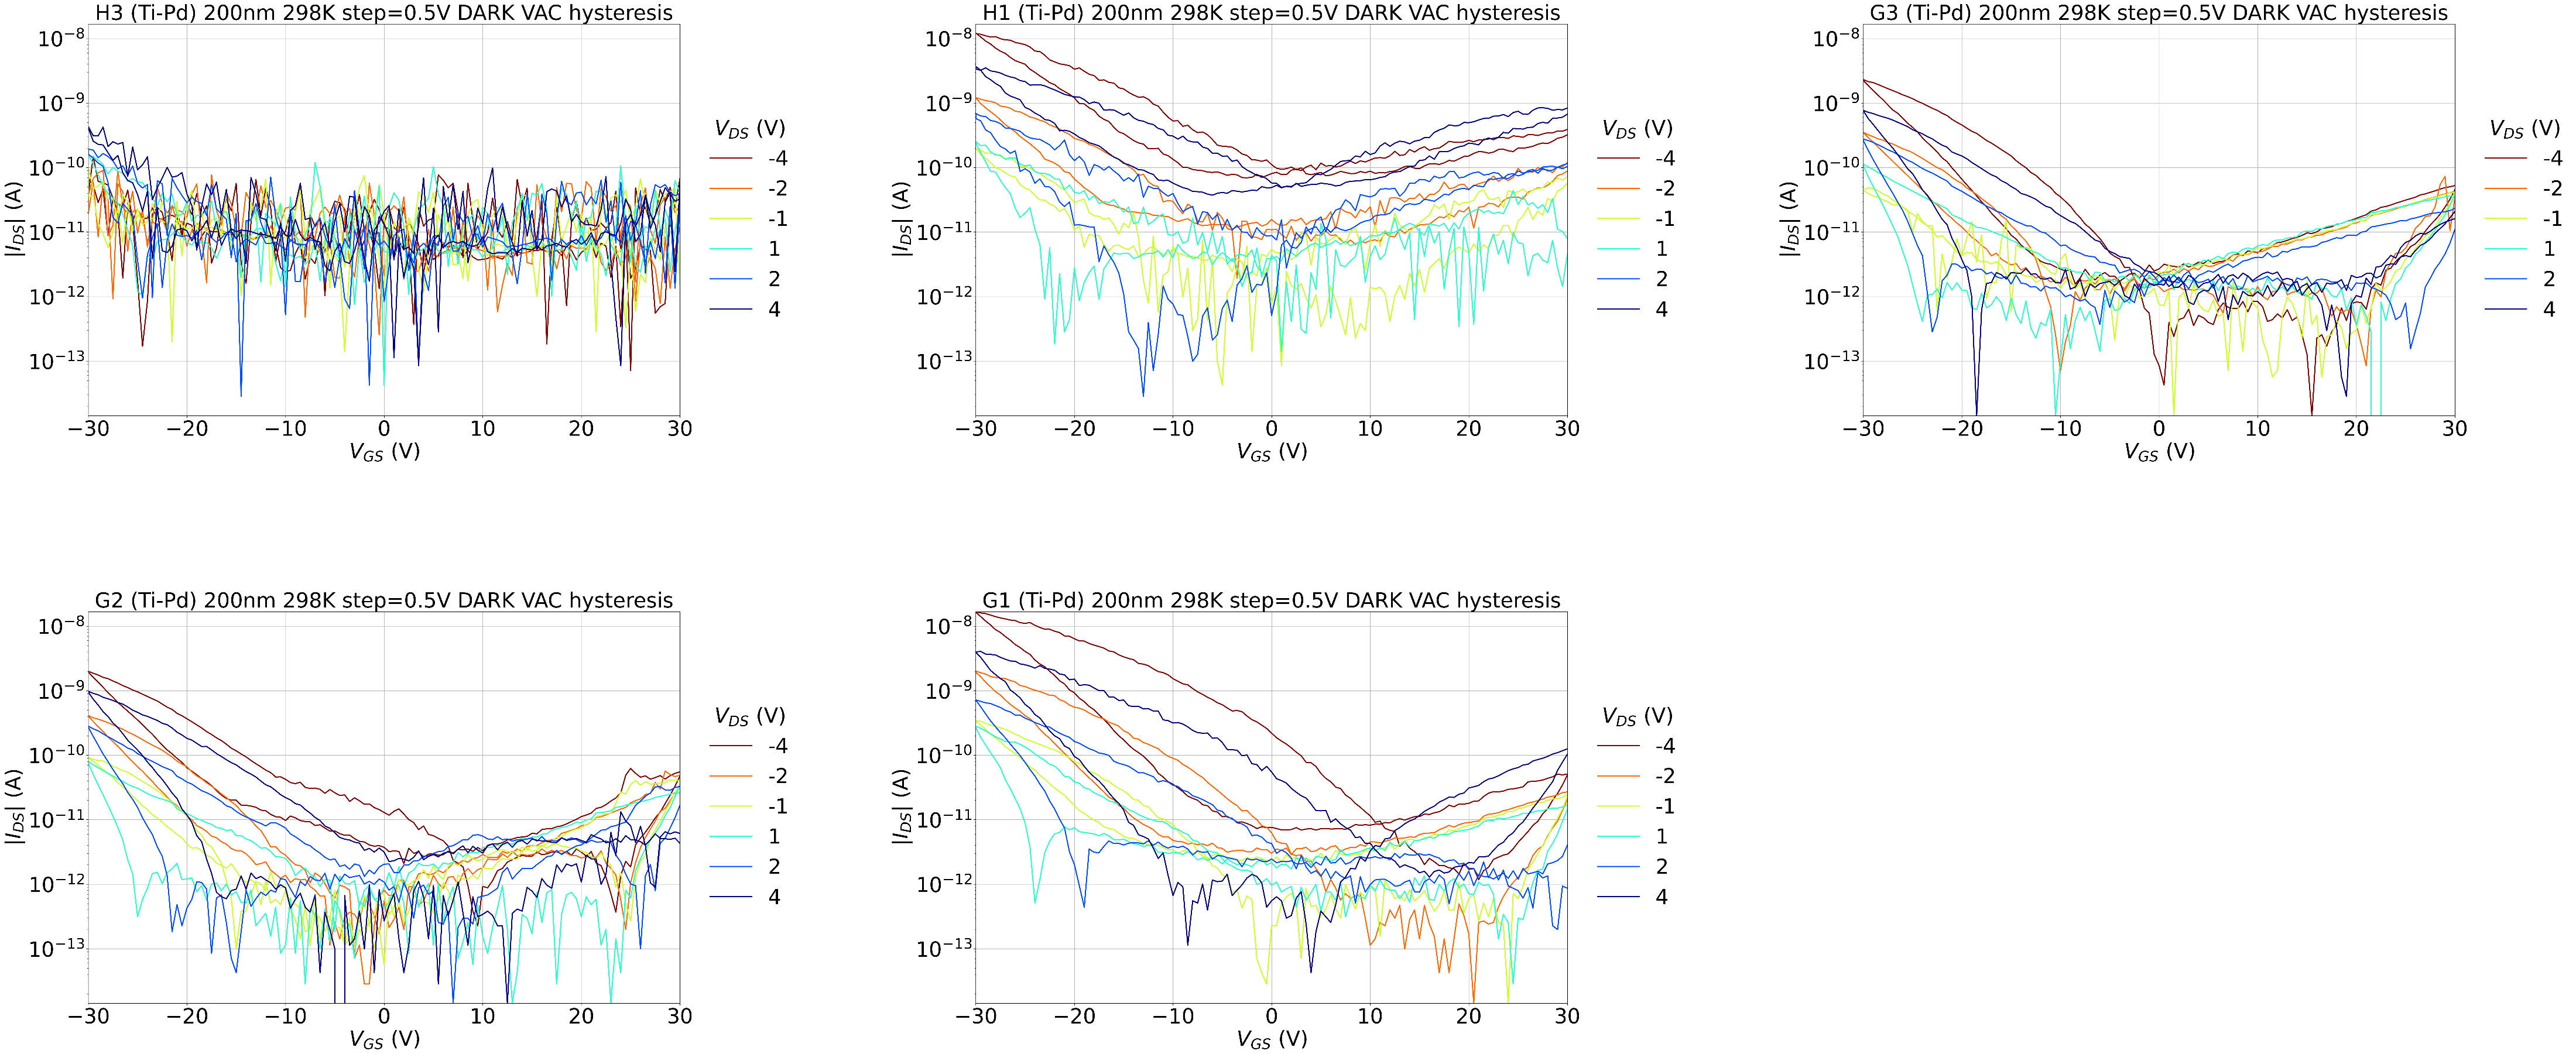 H3 (Ti-Pd) 200nm 298K step=0.5V DARK VAC hysteresis
10⁻⁸
10⁻⁹
10⁻¹⁰
10⁻¹¹
10⁻¹²
10⁻¹³
|I_DS| (A)
−30 −20 −10 0 10 20 30
V_GS (V)
V_DS (V)
-4
-2
-1
1
2
4
H1 (Ti-Pd) 200nm 298K step=0.5V DARK VAC hysteresis
10⁻⁸
10⁻⁹
10⁻¹⁰
10⁻¹¹
10⁻¹²
10⁻¹³
|I_DS| (A)
−30 −20 −10 0 10 20 30
V_GS (V)
V_DS (V)
-4
-2
-1
1
2
4
G3 (Ti-Pd) 200nm 298K step=0.5V DARK VAC hysteresis
10⁻⁸
10⁻⁹
10⁻¹⁰
10⁻¹¹
10⁻¹²
10⁻¹³
|I_DS| (A)
−30 −20 −10 0 10 20 30
V_GS (V)
V_DS (V)
-4
-2
-1
1
2
4
G2 (Ti-Pd) 200nm 298K step=0.5V DARK VAC hysteresis
10⁻⁸
10⁻⁹
10⁻¹⁰
10⁻¹¹
10⁻¹²
10⁻¹³
|I_DS| (A)
−30 −20 −10 0 10 20 30
V_GS (V)
V_DS (V)
-4
-2
-1
1
2
4
G1 (Ti-Pd) 200nm 298K step=0.5V DARK VAC hysteresis
10⁻⁸
10⁻⁹
10⁻¹⁰
10⁻¹¹
10⁻¹²
10⁻¹³
|I_DS| (A)
−30 −20 −10 0 10 20 30
V_GS (V)
V_DS (V)
-4
-2
-1
1
2
4